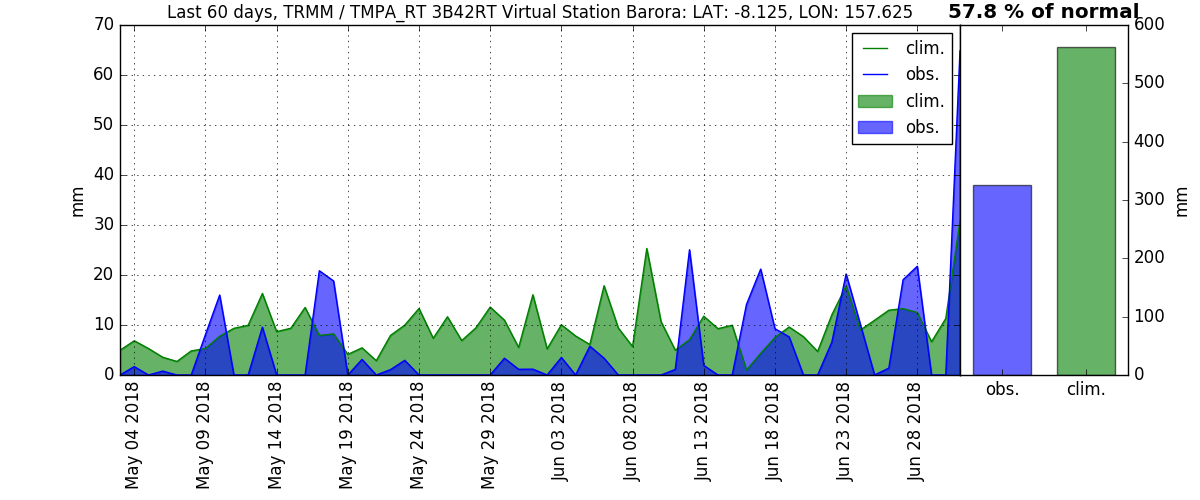 Last 60 days, TRMM / TMPA_RT 3B42RT Virtual Station Barora: LAT: -8.125, LON: 157.625
57.8 % of normal
70
60
50
40
30
20
10
0
mm
clim.
obs.
clim.
obs.
600
500
400
300
200
100
0
mm
May 04 2018
May 09 2018
May 14 2018
May 19 2018
May 24 2018
May 29 2018
Jun 03 2018
Jun 08 2018
Jun 13 2018
Jun 18 2018
Jun 23 2018
Jun 28 2018
obs.
clim.